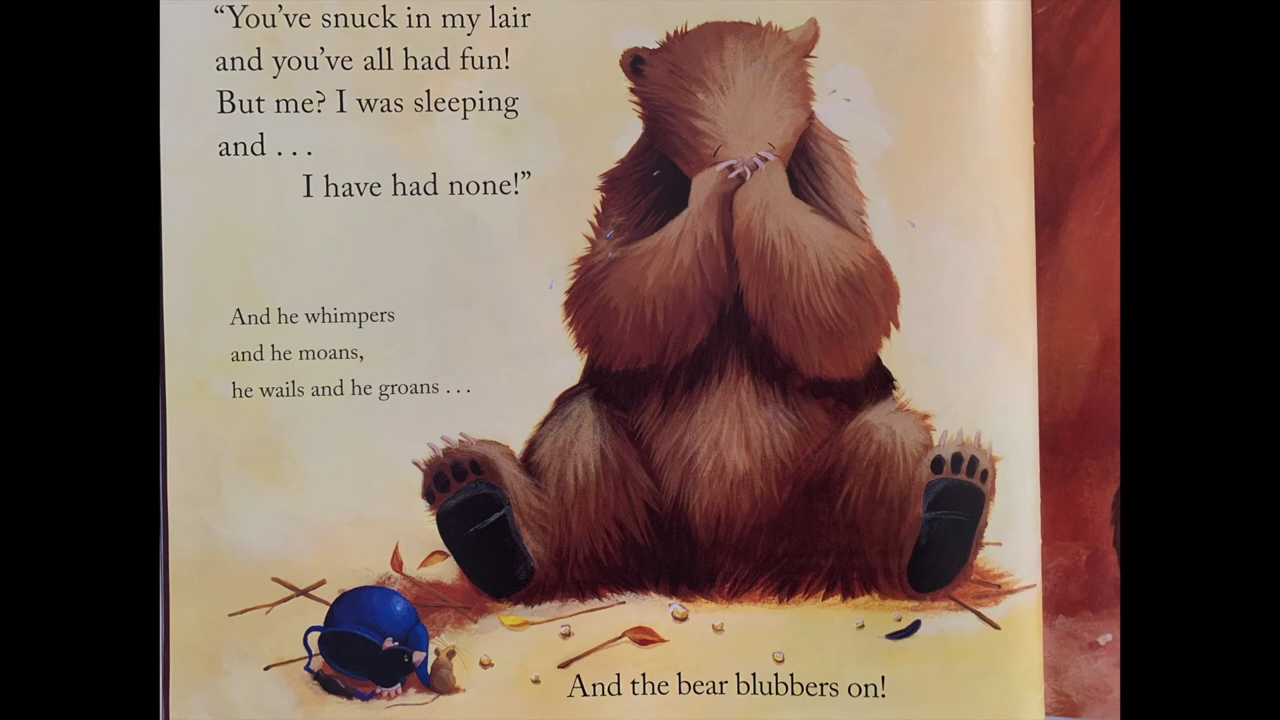 “You’ve snuck in my lair
and you’ve all had fun!
But me? I was sleeping
and . . .
I have had none!”
And he whimpers
and he moans,
he wails and he groans . . .
And the bear blubbers on!